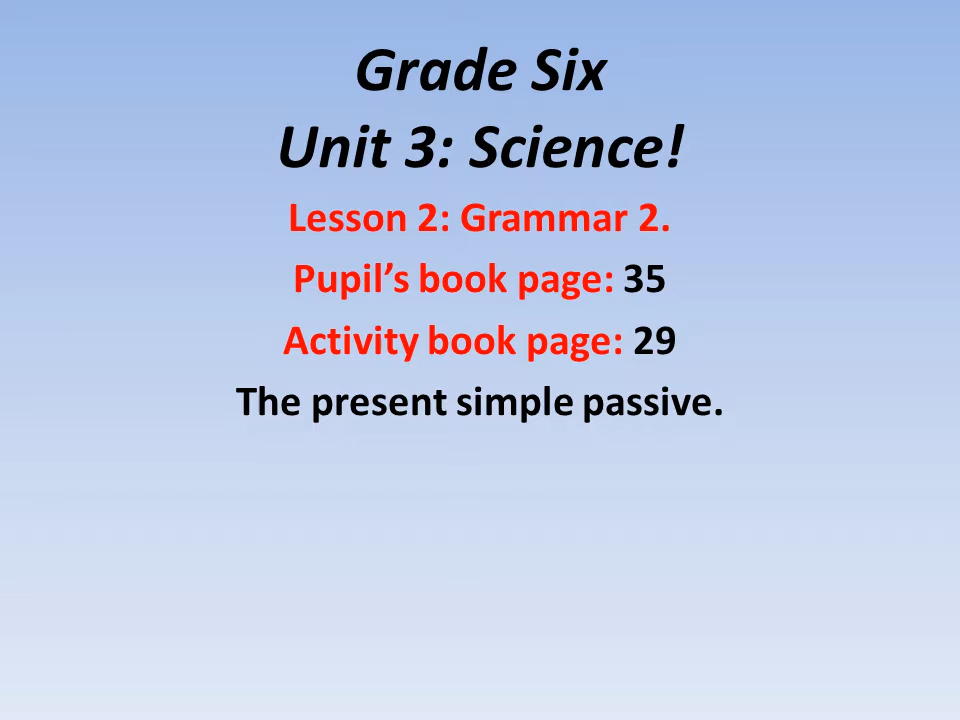 Grade Six
Unit 3: Science!
Lesson 2: Grammar 2.
Pupil’s book page: 35
Activity book page: 29
The present simple passive.